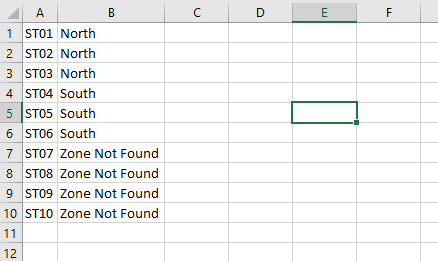 A B C D E F
1 ST01 North
2 ST02 North
3 ST03 North
4 ST04 South
5 ST05 South
6 ST06 South
7 ST07 Zone Not Found
8 ST08 Zone Not Found
9 ST09 Zone Not Found
10 ST10 Zone Not Found
11
12